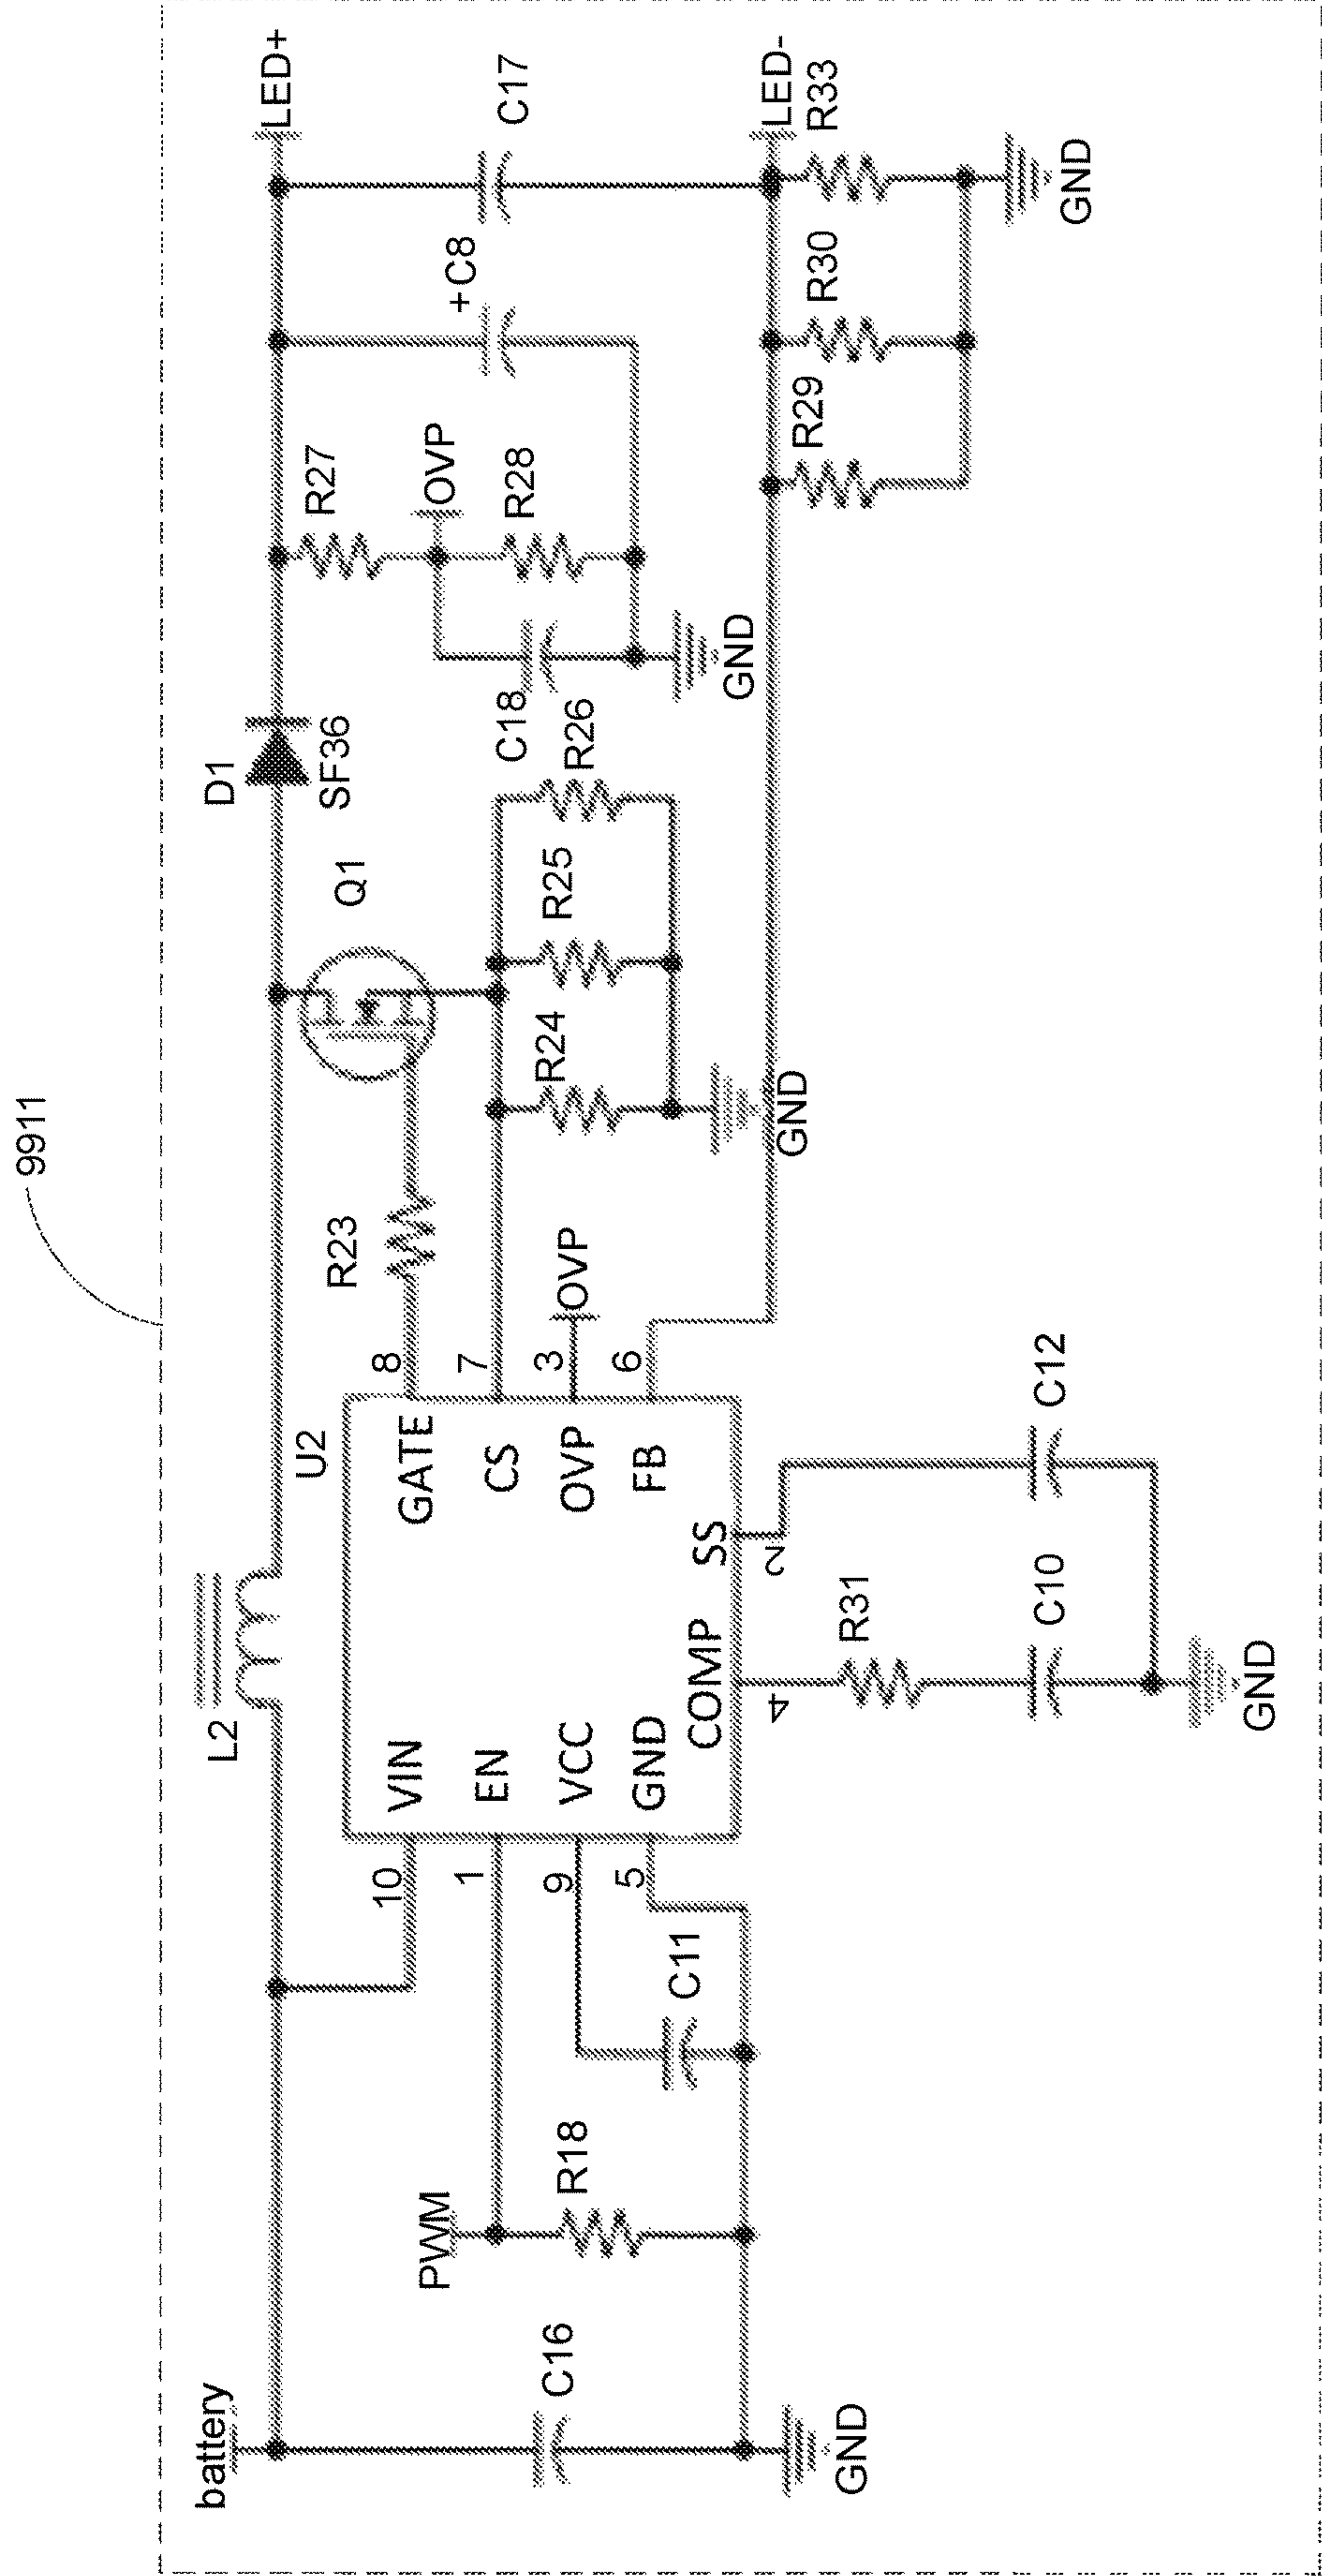 9911
battery
L2
D1
SF36
LED+
PWM
C16
R18
C11
10
1
9
5
U2
VIN
EN
VCC
GND
GATE
CS
OVP
FB
COMP
SS
8
7
3
6
4
2
R23
Q1
OVP
R24
R25
R26
GND
R27
OVP
R28
C18
GND
+C8
C17
LED-
R29
R30
R33
GND
R31
C10
C12
GND
GND